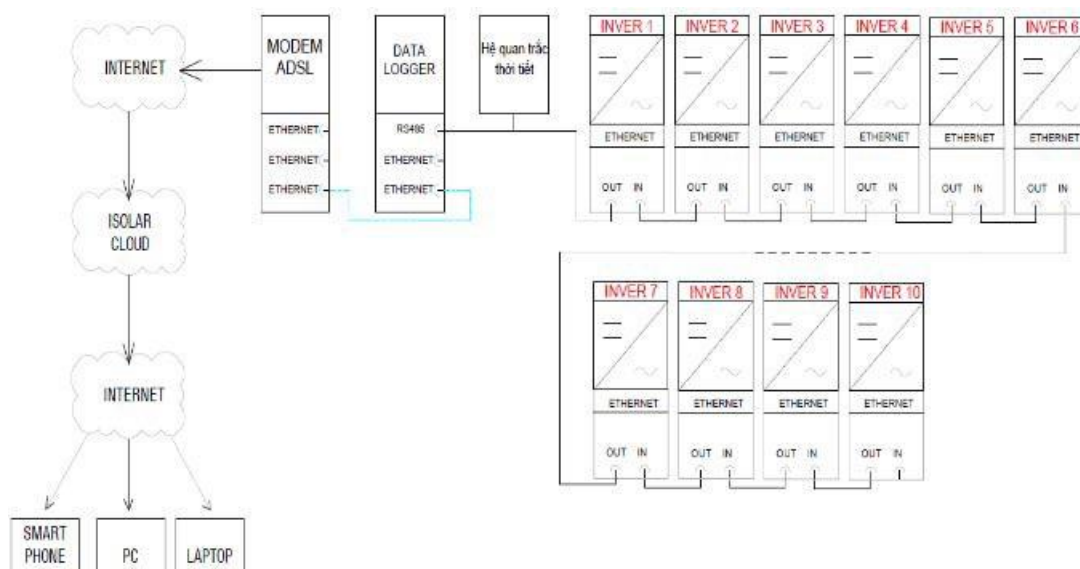 INTERNET
MODEM
ADSL
ETHERNET
ETHERNET
ETHERNET
DATA
LOGGER
RS485
ETHERNET
ETHERNET
Hệ quan trắc
thời tiết
INVER 1
INVER 2
INVER 3
INVER 4
INVER 5
INVER 6
ETHERNET
ETHERNET
ETHERNET
ETHERNET
ETHERNET
ETHERNET
OUT IN
OUT IN
OUT IN
OUT IN
OUT IN
OUT IN
ISOLAR
CLOUD
INVER 7
INVER 8
INVER 9
INVER 10
ETHERNET
ETHERNET
ETHERNET
ETHERNET
OUT IN
OUT IN
OUT IN
OUT IN
INTERNET
SMART
PHONE
PC
LAPTOP